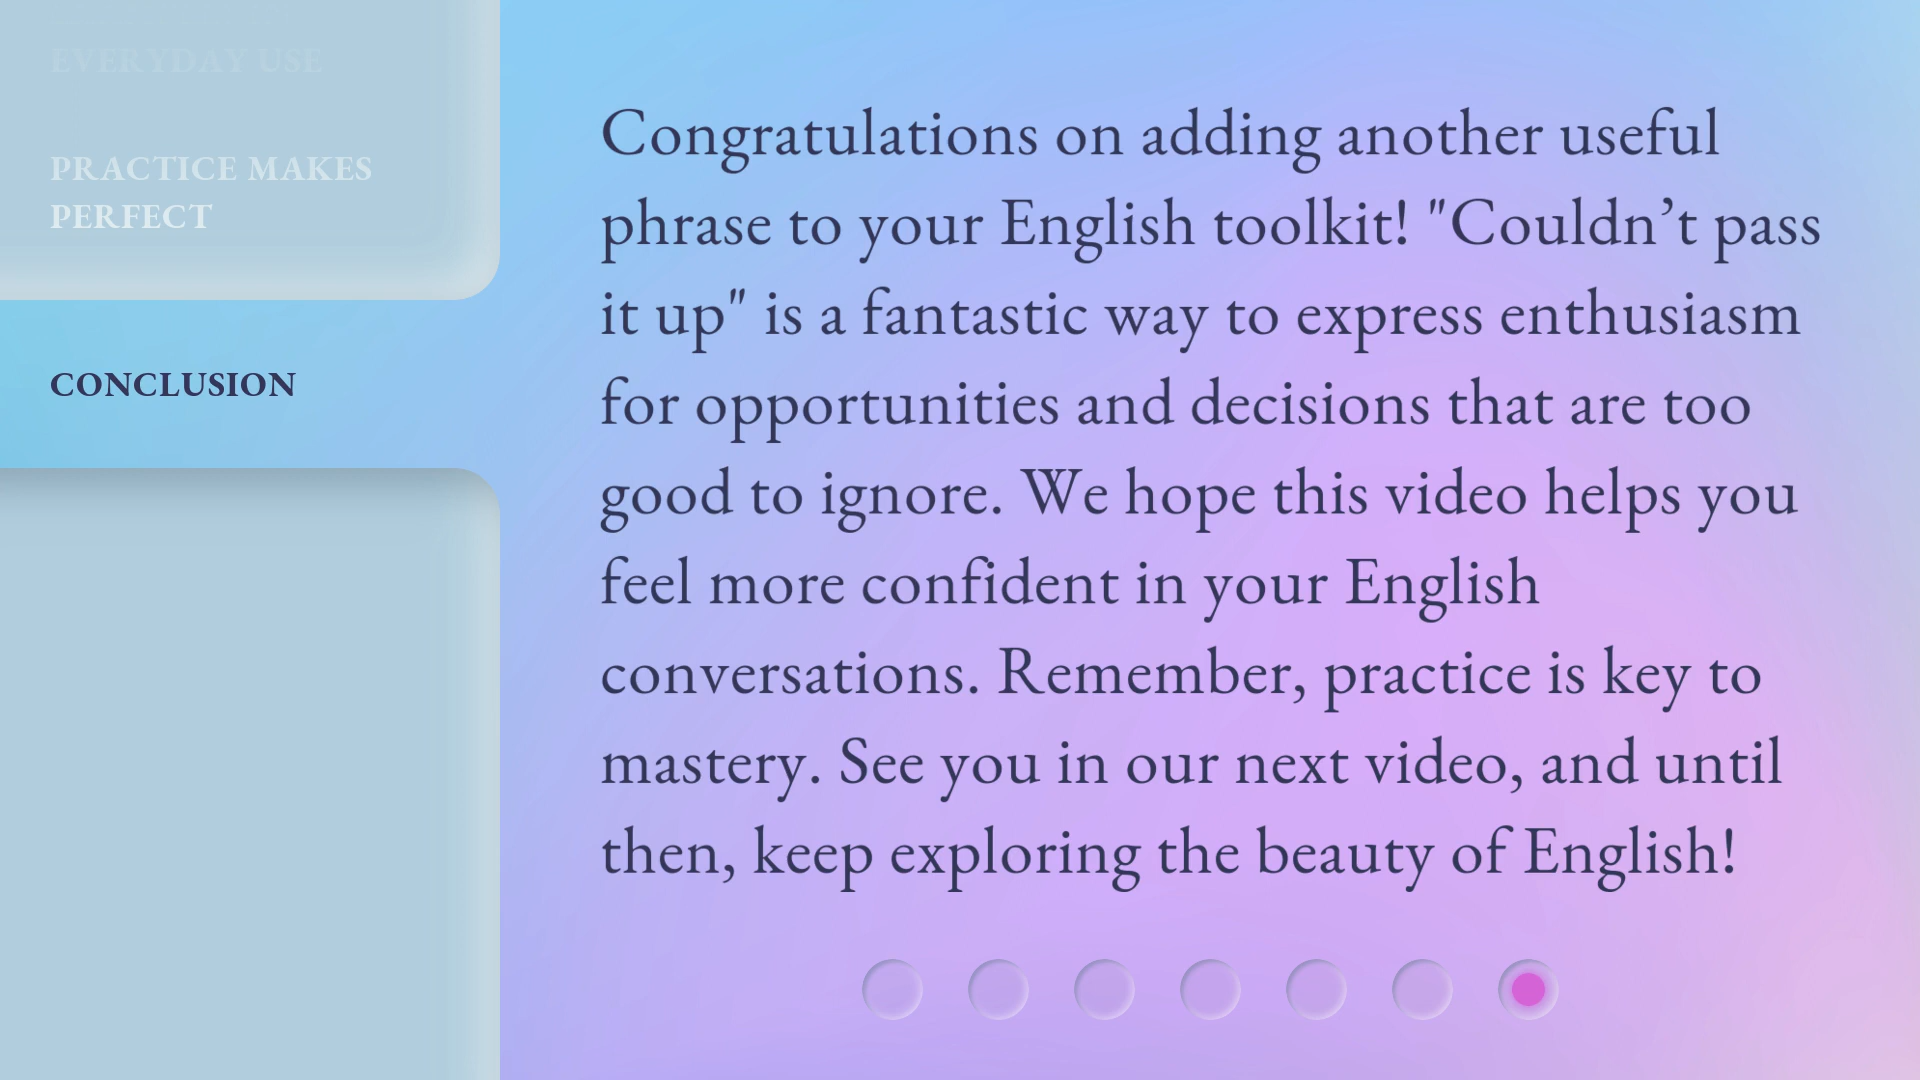 EVERYDAY USE
PRACTICE MAKES
PERFECT
CONCLUSION
Congratulations on adding another useful
phrase to your English toolkit! "Couldn’t pass
it up" is a fantastic way to express enthusiasm
for opportunities and decisions that are too
good to ignore. We hope this video helps you
feel more confident in your English
conversations. Remember, practice is key to
mastery. See you in our next video, and until
then, keep exploring the beauty of English!